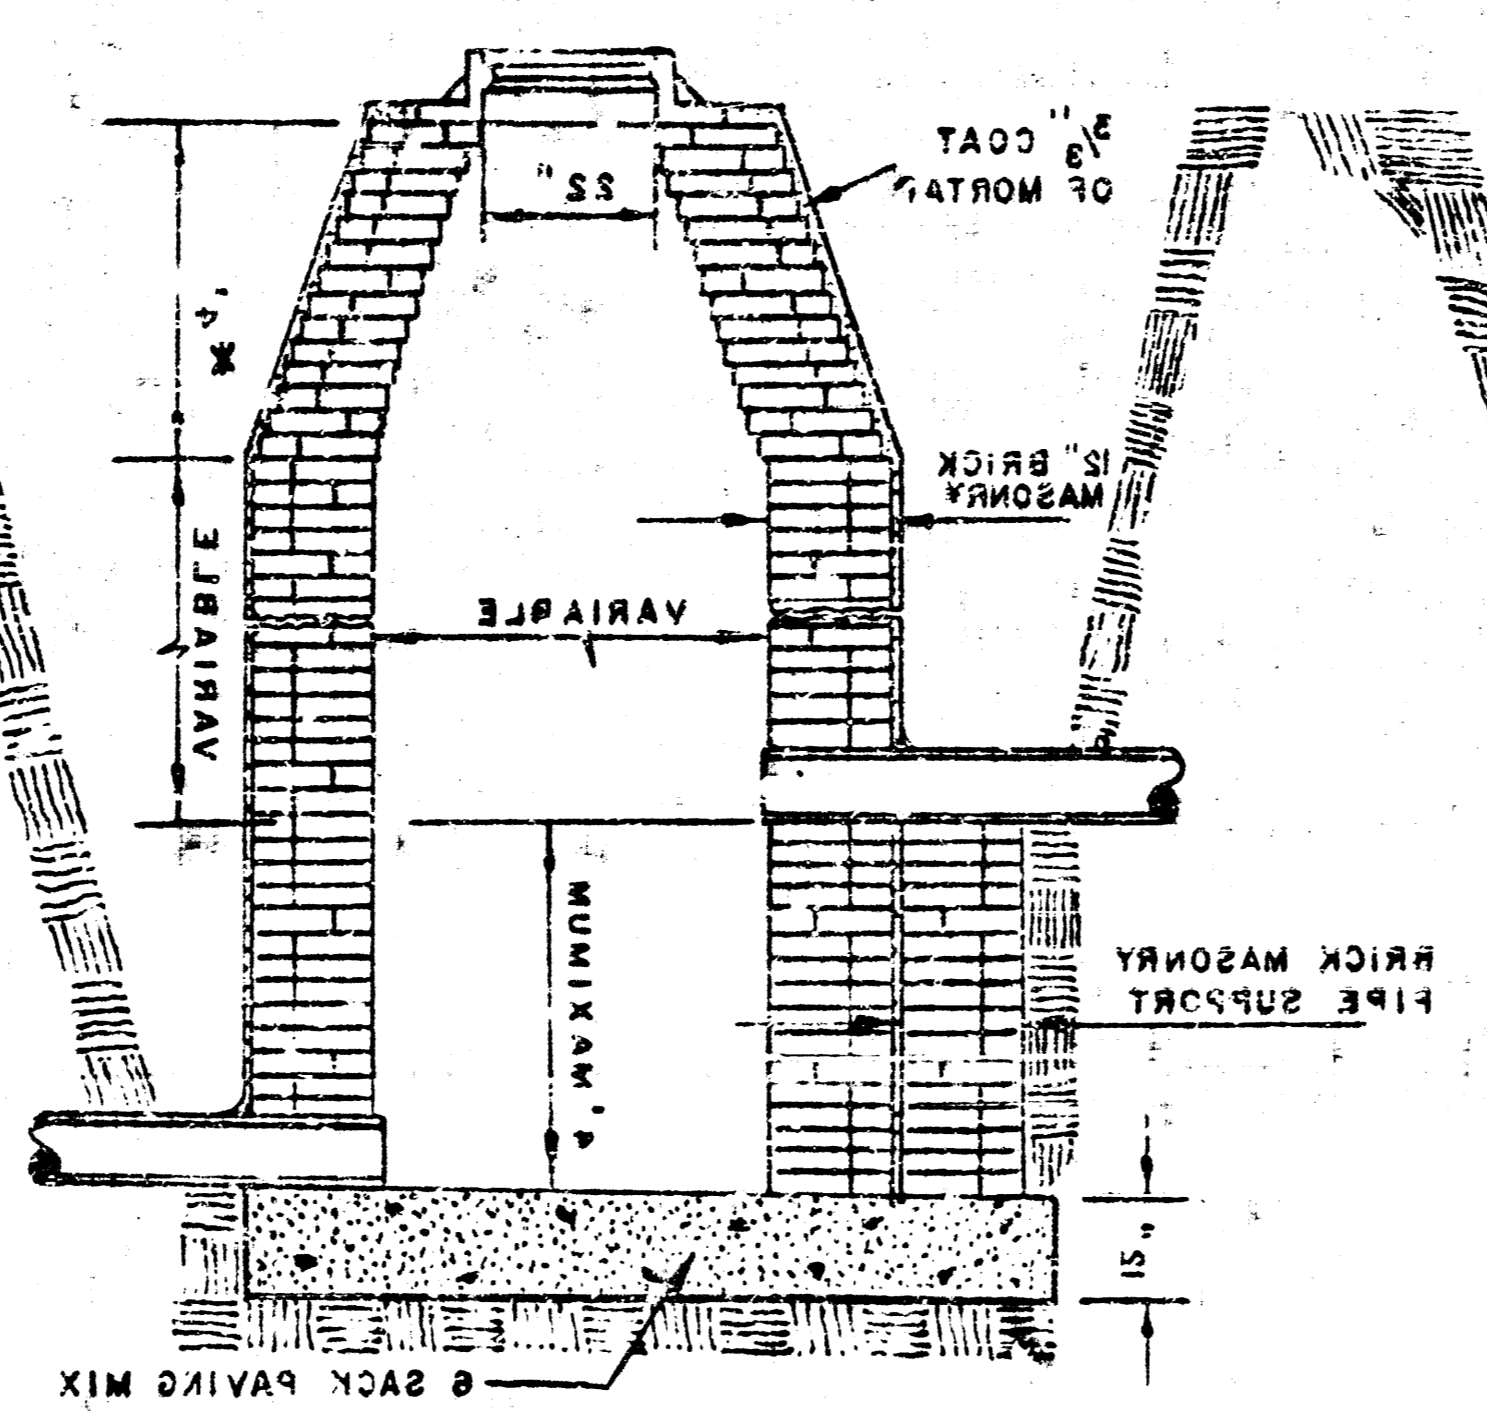 3/8" COAT
OF MORTAR
22"
* 4'
12" BRICK
MASONRY
VARIABLE
VARIABLE
4' MAXIMUM
BRICK MASONRY
PIPE SUPPORT
12"
6 SACK PAVING MIX